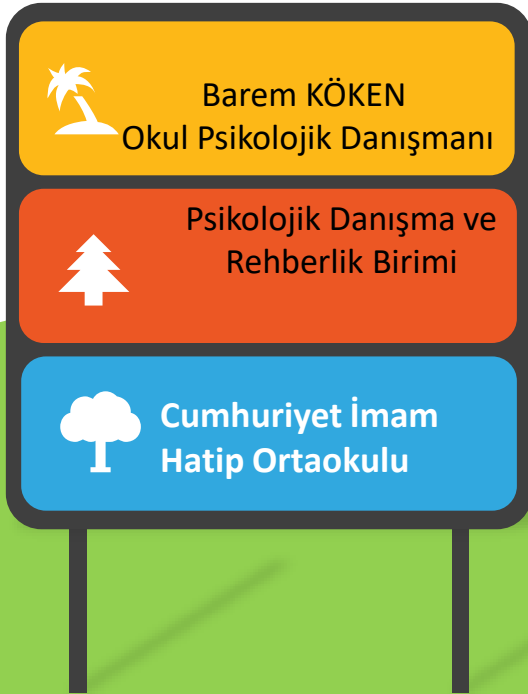 Barem KÖKEN
Okul Psikolojik Danışmanı
Psikolojik Danışma ve
Rehberlik Birimi
Cumhuriyet İmam
Hatip Ortaokulu